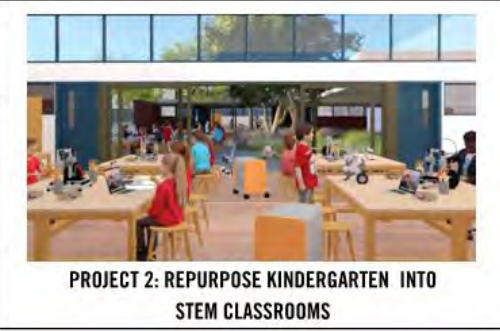 PROJECT 2: REPURPOSE KINDERGARTEN INTO
STEM CLASSROOMS